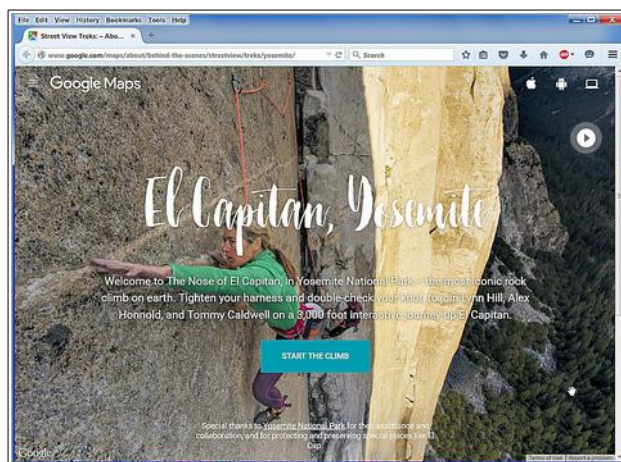 File Edit View History Bookmarks Tools Help
Street View Treks: – Abo... × +
www.google.com/maps/about/behind-the-scenes/streetview/treks/yosemite/ Search ABP
Google Maps
El Capitan, Yosemite
Welcome to The Nose of El Capitan, in Yosemite National Park – the most iconic rock
climb on earth. Tighten your harness and double-check your knot to join Lynn Hill, Alex
Honnold, and Tommy Caldwell on a 3,000 foot interactive journey up El Capitan.
START THE CLIMB
Special thanks to Yosemite National Park for their assistance and
collaboration, and for protecting and preserving special places like El
Cap.
Google
Terms of Use Report a problem